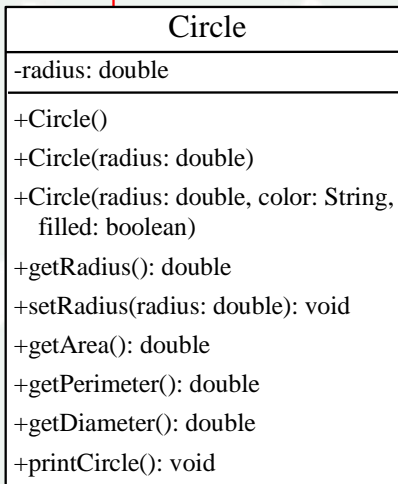 Circle
-radius: double
+Circle()
+Circle(radius: double)
+Circle(radius: double, color: String,
filled: boolean)
+getRadius(): double
+setRadius(radius: double): void
+getArea(): double
+getPerimeter(): double
+getDiameter(): double
+printCircle(): void